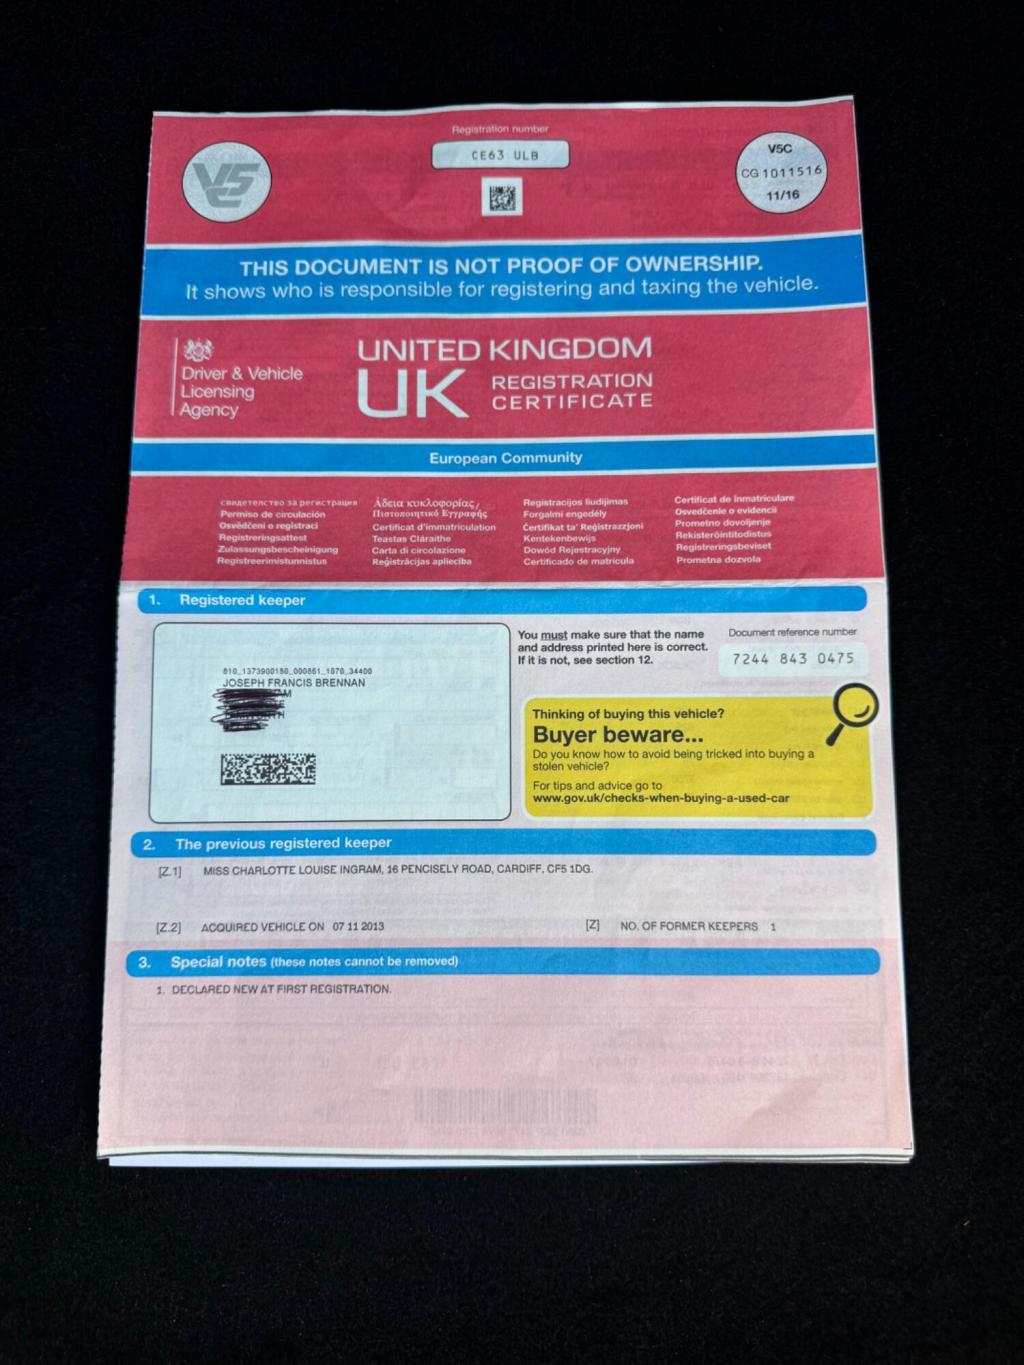 Registration number
CE63 ULB
V5C
V5C
CG 1011516
11/16
THIS DOCUMENT IS NOT PROOF OF OWNERSHIP.
It shows who is responsible for registering and taxing the vehicle.
Driver & Vehicle
Licensing
Agency
UNITED KINGDOM
UK REGISTRATION
CERTIFICATE
European Community
свидетелство за регистрация
Permiso de circulación
Osvědčení o registraci
Registreringsattest
Zulassungsbescheinigung
Registreerimistunnistus
Άδεια κυκλοφορίας/
Πιστοποιητικό Εγγραφής
Certificat d'immatriculation
Teastas Cláraithe
Carta di circolazione
Reģistrācijas apliecība
Registracijos liudijimas
Forgalmi engedély
Ċertifikat ta' Reġistrazzjoni
Kentekenbewijs
Dowód Rejestracyjny
Certificado de matrícula
Certificat de înmatriculare
Osvedčenie o evidencii
Prometno dovoljenje
Rekisteröintitodistus
Registreringsbeviset
Prometna dozvola
1. Registered keeper
810_1373900180_000861_1070_34400
JOSEPH FRANCIS BRENNAN
You must make sure that the name
and address printed here is correct.
If it is not, see section 12.
Document reference number
7244 843 0475
Thinking of buying this vehicle?
Buyer beware...
Do you know how to avoid being tricked into buying a
stolen vehicle?
For tips and advice go to
www.gov.uk/checks-when-buying-a-used-car
2. The previous registered keeper
[Z.1] MISS CHARLOTTE LOUISE INGRAM, 16 PENCISELY ROAD, CARDIFF, CF5 1DG.
[Z.2] ACQUIRED VEHICLE ON 07 11 2013
[Z] NO. OF FORMER KEEPERS 1
3. Special notes (these notes cannot be removed)
1. DECLARED NEW AT FIRST REGISTRATION.